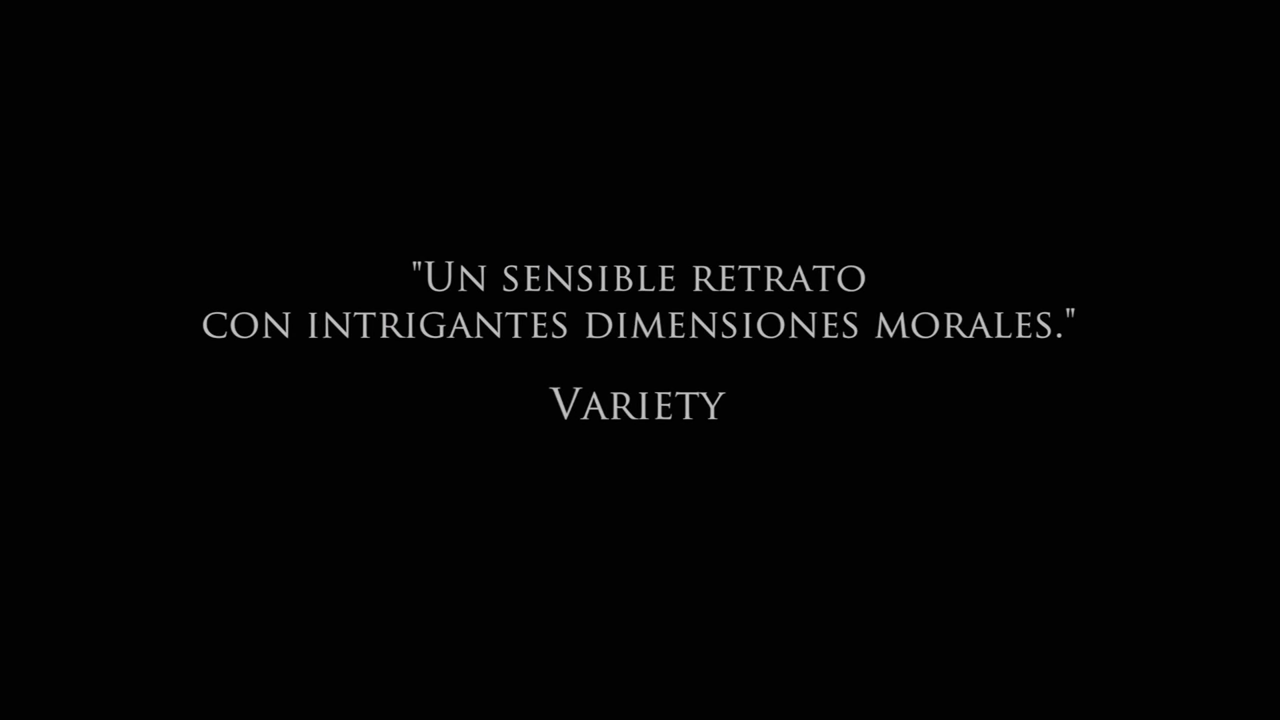 "Un sensible retrato
con intrigantes dimensiones morales."
Variety